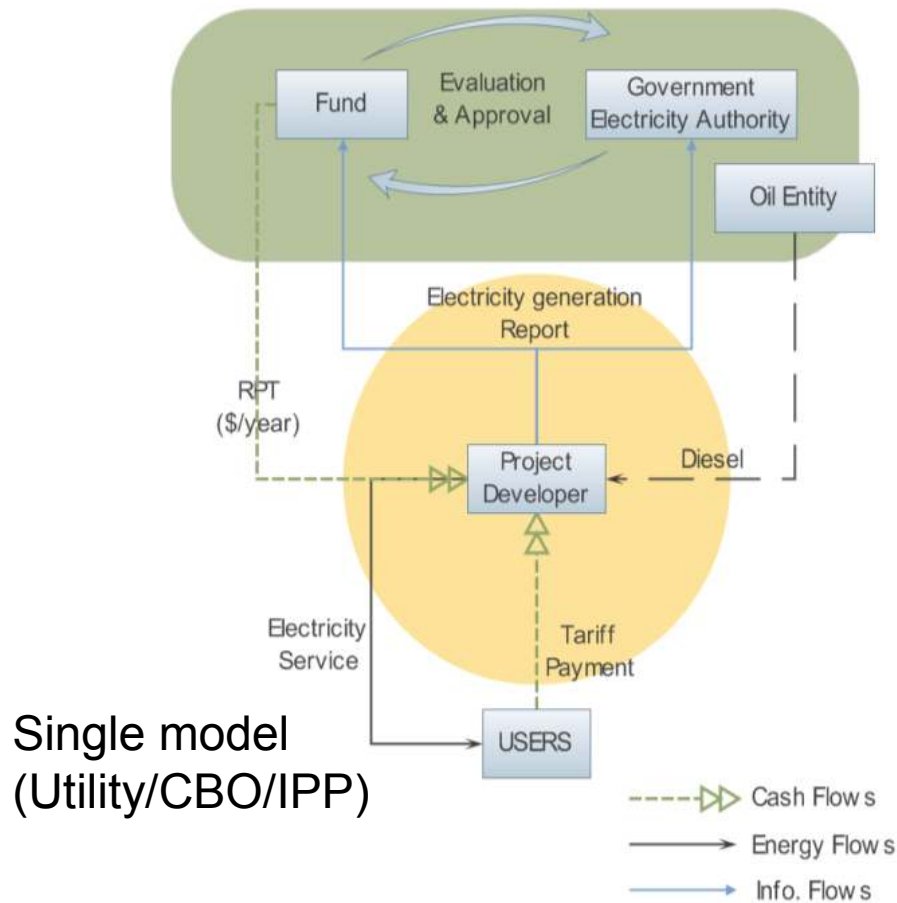 Fund
Evaluation
& Approval
Government
Electricity Authority
Oil Entity
Electricity generation
Report
RPT
($/year)
Project
Developer
Diesel
Electricity
Service
Tariff
Payment
Single model
(Utility/CBO/IPP)
USERS
Cash Flows
Energy Flows
Info. Flows